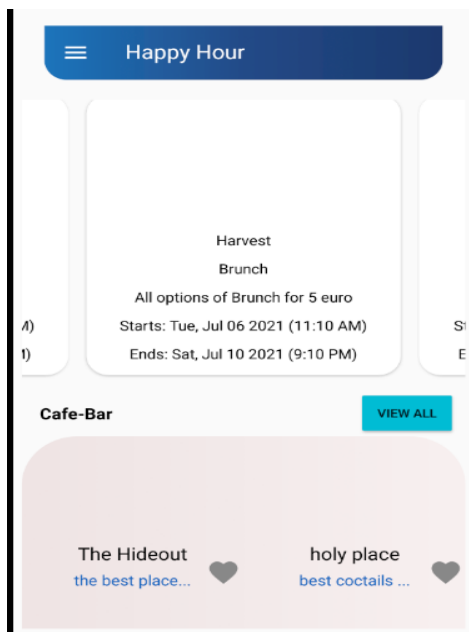 Happy Hour
Harvest
Brunch
All options of Brunch for 5 euro
Starts: Tue, Jul 06 2021 (11:10 AM)
Ends: Sat, Jul 10 2021 (9:10 PM)
Cafe-Bar
VIEW ALL
The Hideout
the best place...
holy place
best coctails ...